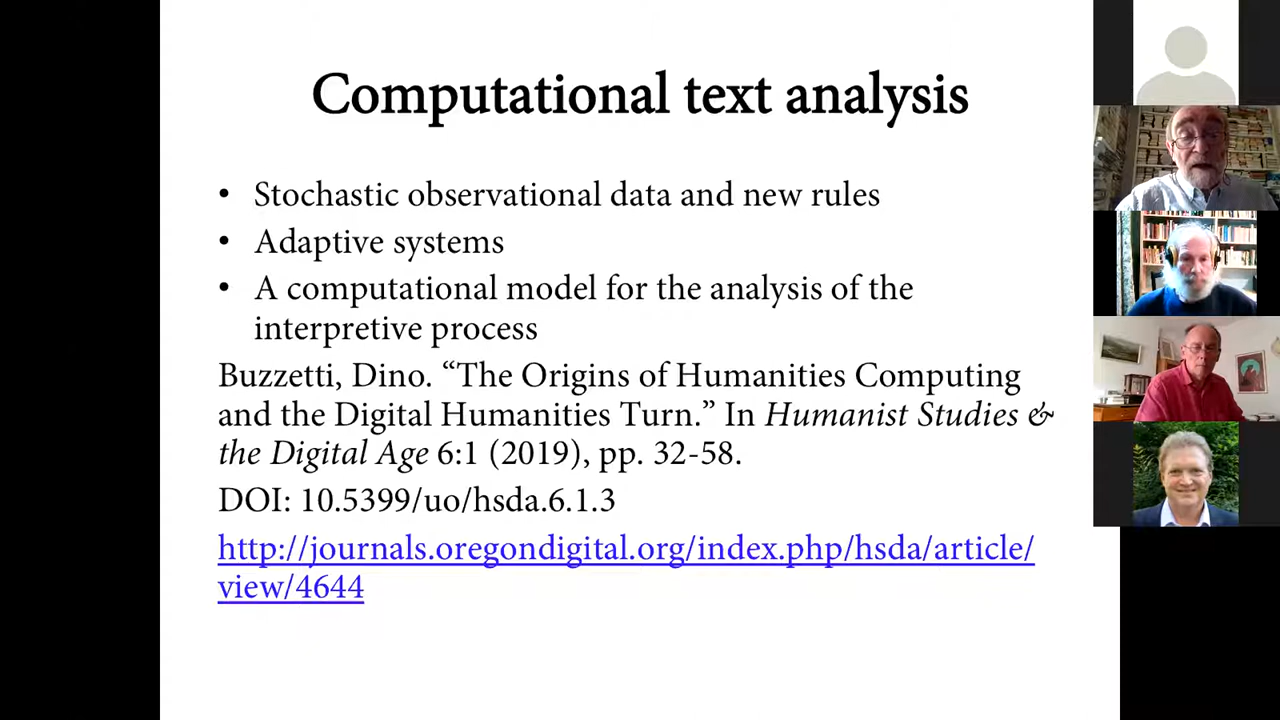 Computational text analysis
• Stochastic observational data and new rules
• Adaptive systems
• A computational model for the analysis of the
interpretive process
Buzzetti, Dino. “The Origins of Humanities Computing
and the Digital Humanities Turn.” In Humanist Studies &
the Digital Age 6:1 (2019), pp. 32-58.
DOI: 10.5399/uo/hsda.6.1.3
http://journals.oregondigital.org/index.php/hsda/article/
view/4644